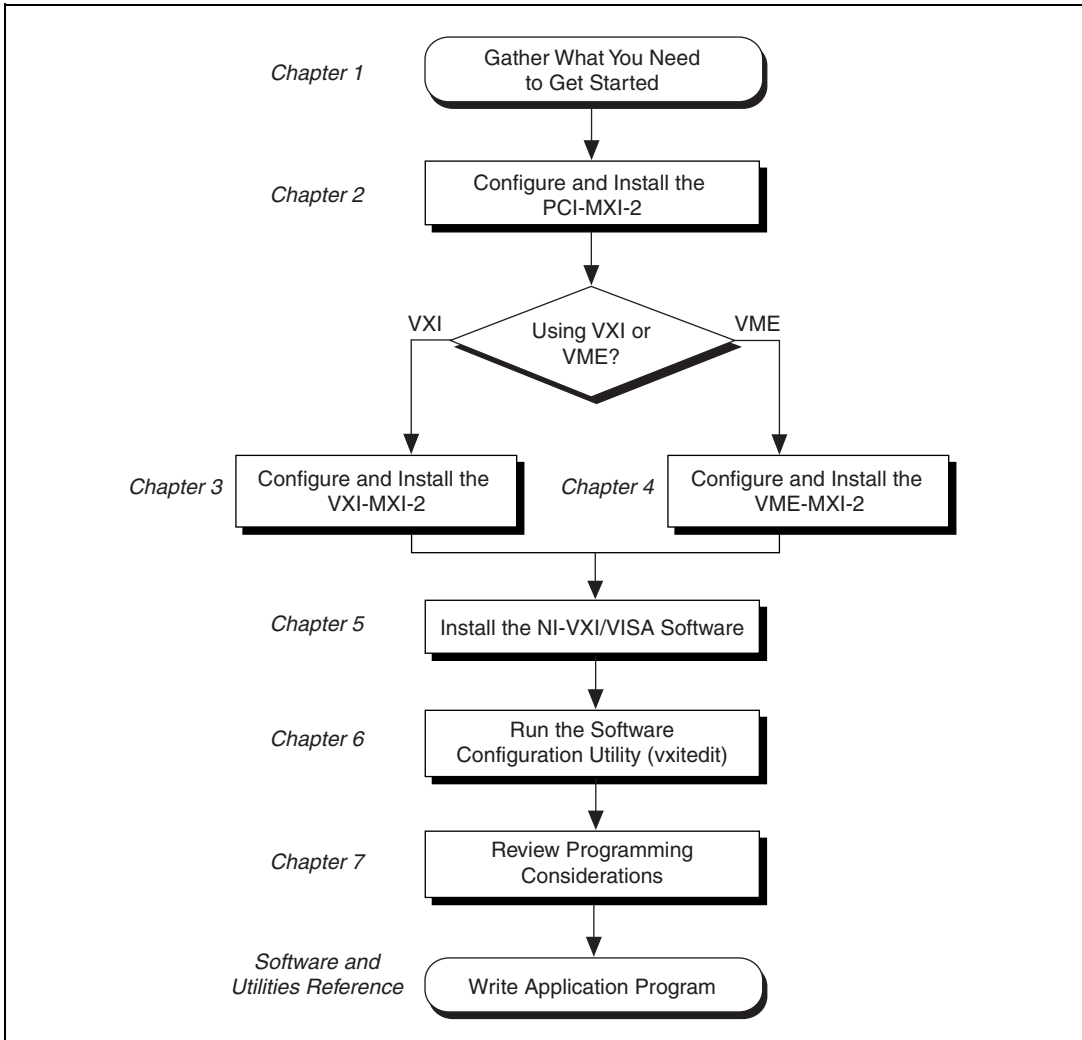 Chapter 1
Gather What You Need
to Get Started
Chapter 2
Configure and Install the
PCI-MXI-2
VXI
Using VXI or
VME?
VME
Chapter 3
Configure and Install the
VXI-MXI-2
Chapter 4
Configure and Install the
VME-MXI-2
Chapter 5
Install the NI-VXI/VISA Software
Chapter 6
Run the Software
Configuration Utility (vxitedit)
Chapter 7
Review Programming
Considerations
Software and
Utilities Reference
Write Application Program